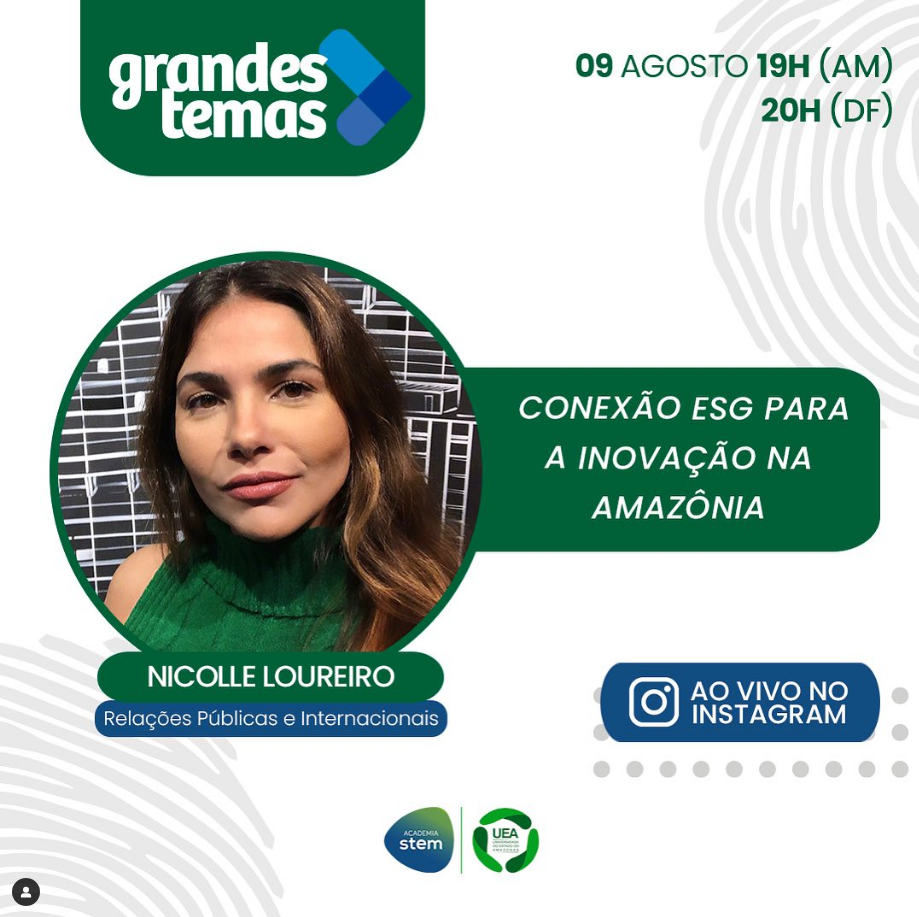 grandes
temas
09 AGOSTO 19H (AM)
20H (DF)
CONEXÃO ESG PARA
A INOVAÇÃO NA
AMAZÔNIA
NICOLLE LOUREIRO
Relações Públicas e Internacionais
AO VIVO NO
INSTAGRAM
ACADEMIA
stem
UEA